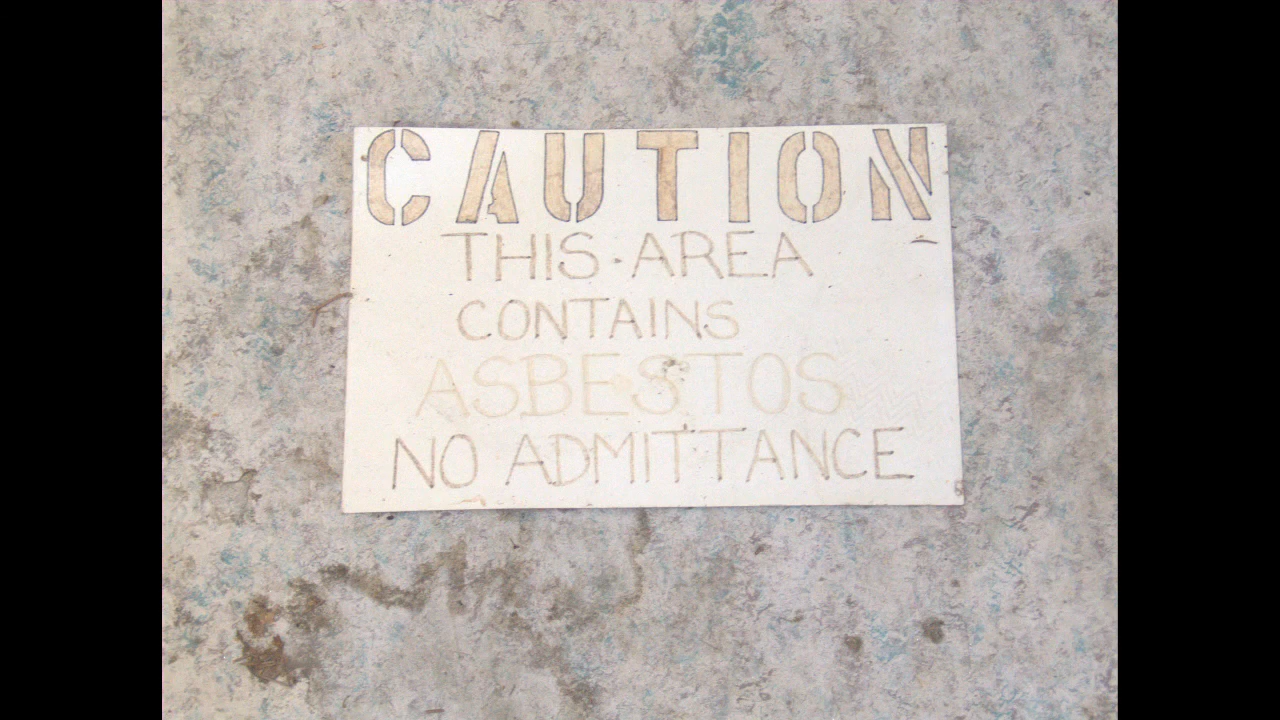 CAUTION
THIS AREA
CONTAINS
ASBESTOS
NO ADMITTANCE